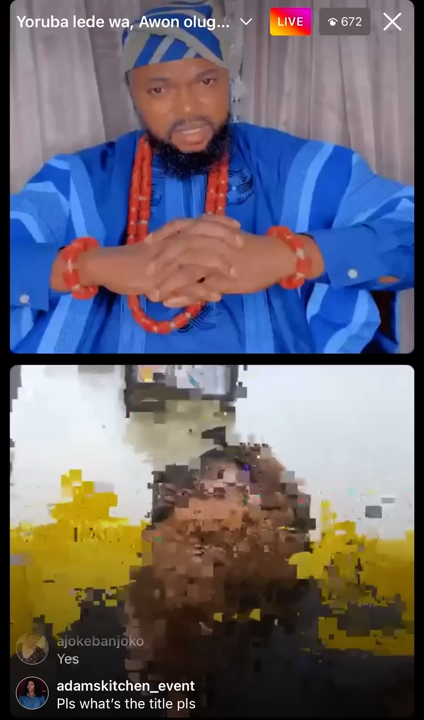 Yoruba lede wa, Awon olug...
LIVE
672
ajokebanjoko
Yes
adamskitchen_event
Pls what's the title pls